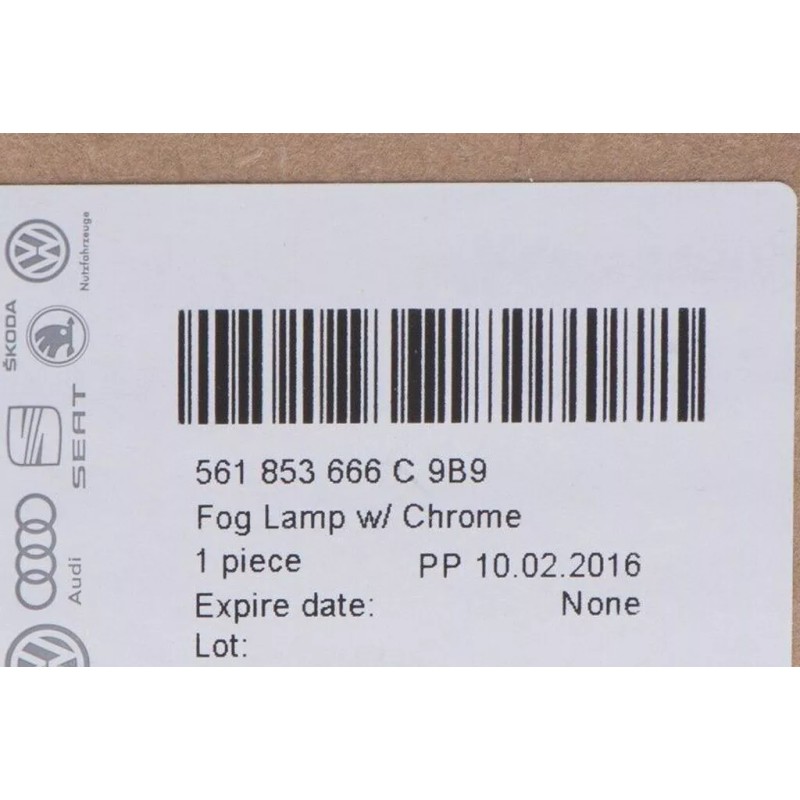 561 853 666 C 9B9
Fog Lamp w/ Chrome
1 piece PP 10.02.2016
Expire date: None
Lot:
Nutzfahrzeuge
ŠKODA
SEAT
Audi